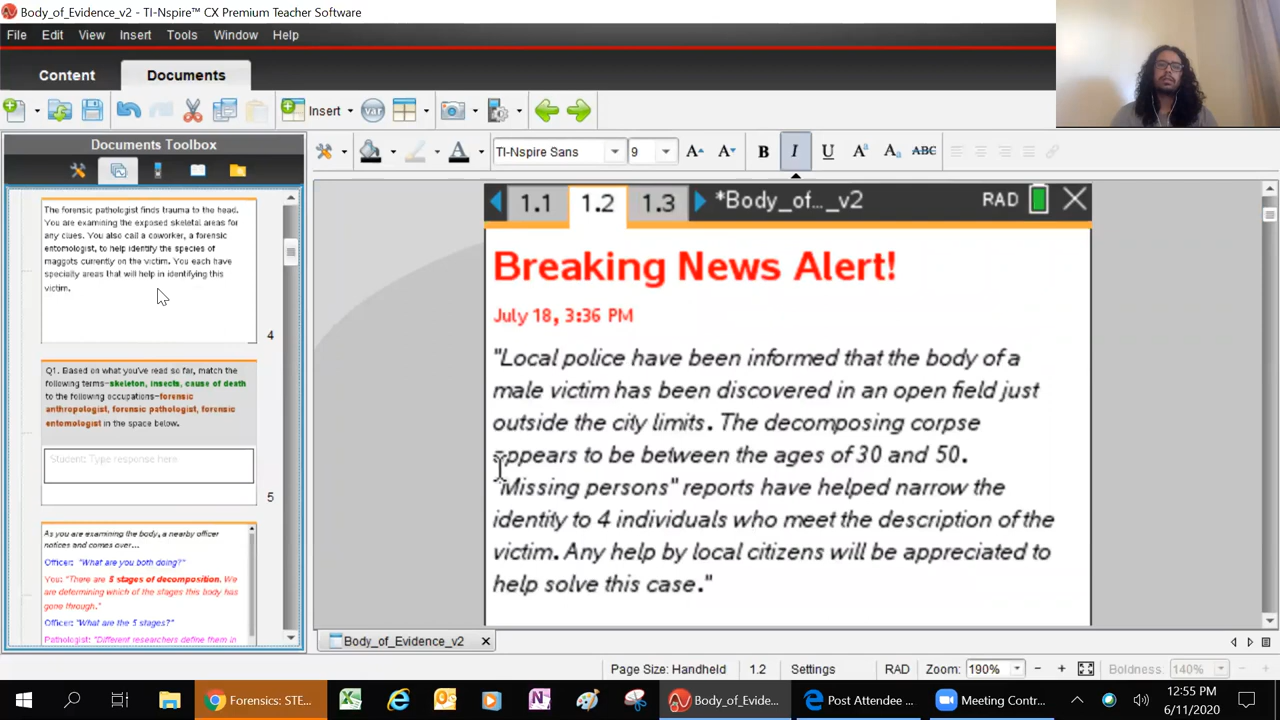 Body_of_Evidence_v2 - TI-Nspire™ CX Premium Teacher Software
File Edit View Insert Tools Window Help
Content Documents
Insert var
Documents Toolbox
TI-Nspire Sans 9 B I U ABC
The forensic pathologist finds trauma to the head.
You are examining the exposed skeletal areas for
any clues. You also call a coworker, a forensic
entomologist, to help identify the species of
maggots currently on the victim. You each have
specialty areas that will help in identifying this
victim.
4
Q1. Based on what you've read so far, match the
following terms-skeleton, insects, cause of death
to the following occupations-forensic
anthropologist, forensic pathologist, forensic
entomologist in the space below.
Student: Type response here
5
As you are examining the body, a nearby officer
notices and comes over...
Officer: "What are you both doing?"
You: "There are 5 stages of decomposition. We
are determining which of the stages this body has
gone through."
Officer: "What are the 5 stages?"
Pathologist: "Different researchers define them in
1.1 1.2 1.3 *Body_of..._v2 RAD
Breaking News Alert!
July 18, 3:36 PM
"Local police have been informed that the body of a
male victim has been discovered in an open field just
outside the city limits. The decomposing corpse
appears to be between the ages of 30 and 50.
"Missing persons" reports have helped narrow the
identity to 4 individuals who meet the description of the
victim. Any help by local citizens will be appreciated to
help solve this case."
Body_of_Evidence_v2
Page Size: Handheld 1.2 Settings RAD Zoom: 190% Boldness: 140%
Forensics: STE... Body_of_Evide... Post Attendee ... Meeting Contr...
12:55 PM
6/11/2020